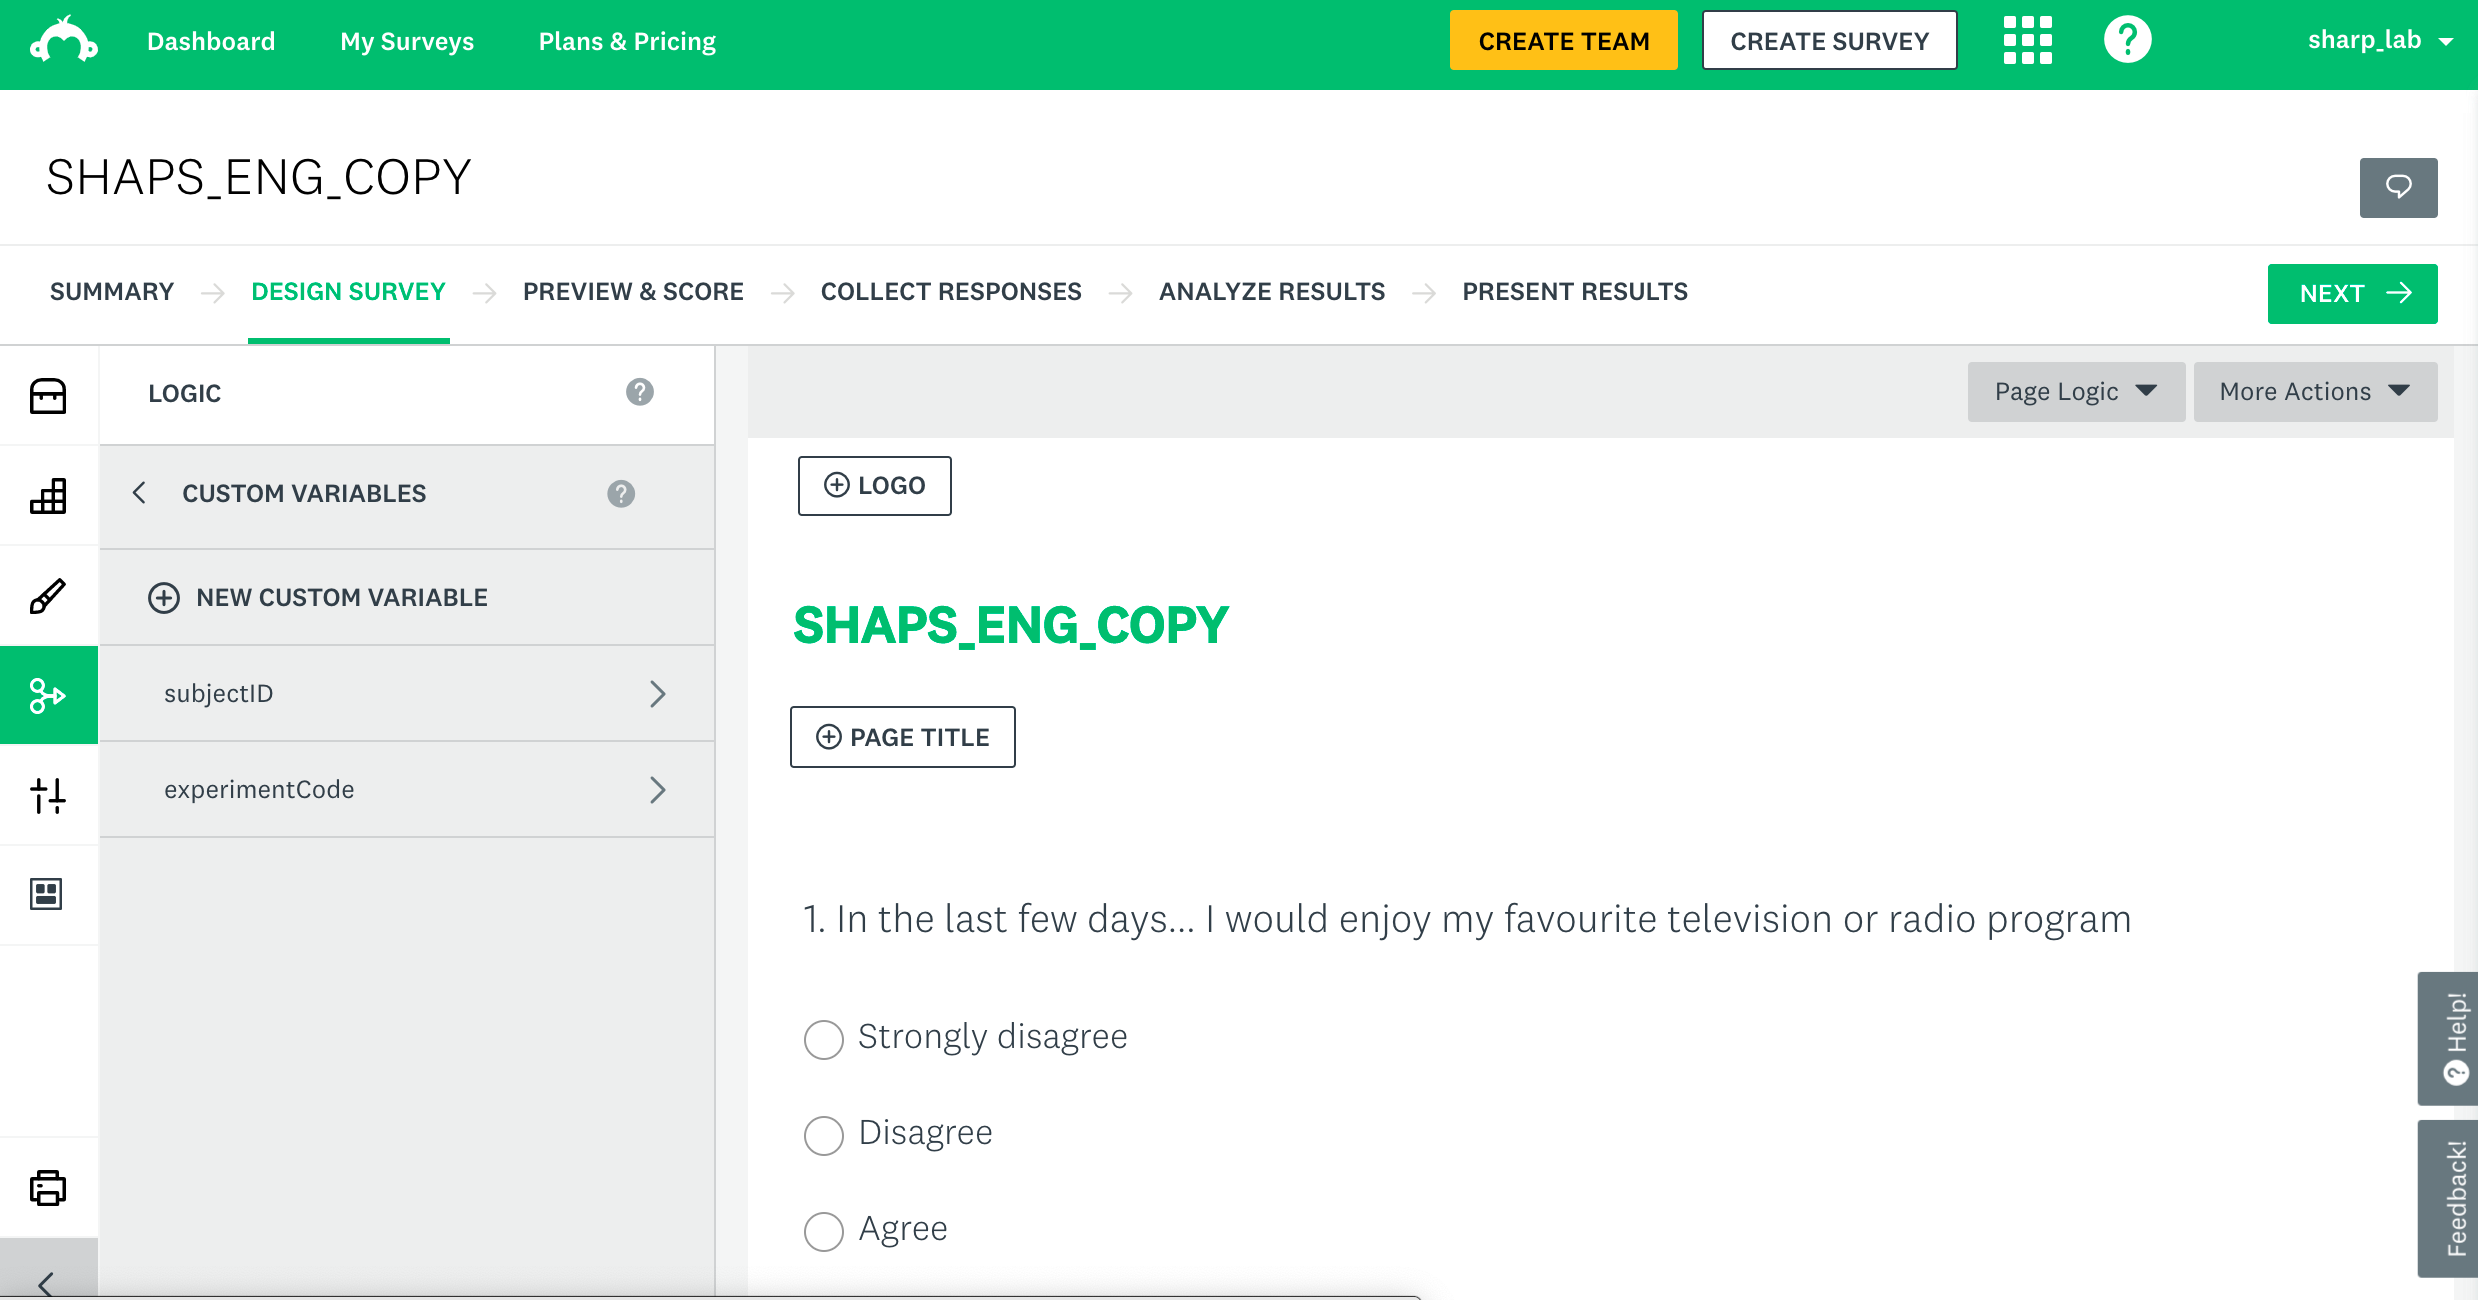 Dashboard My Surveys Plans & Pricing CREATE TEAM CREATE SURVEY ? sharp_lab
SHAPS_ENG_COPY
SUMMARY DESIGN SURVEY PREVIEW & SCORE COLLECT RESPONSES ANALYZE RESULTS PRESENT RESULTS NEXT
LOGIC ?
Page Logic More Actions
CUSTOM VARIABLES ?
LOGO
NEW CUSTOM VARIABLE
SHAPS_ENG_COPY
subjectID
PAGE TITLE
experimentCode
1. In the last few days... I would enjoy my favourite television or radio program
Strongly disagree
Disagree
Agree
? Help!
Feedback!